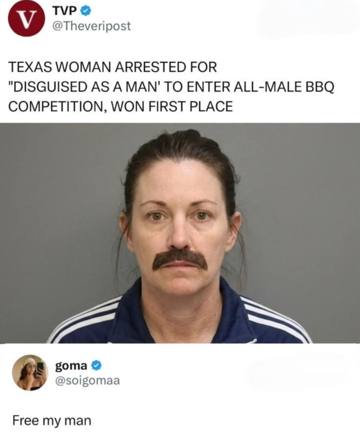 V
TVP
@Theveripost
TEXAS WOMAN ARRESTED FOR
"DISGUISED AS A MAN' TO ENTER ALL-MALE BBQ
COMPETITION, WON FIRST PLACE
goma
@soigomaa
Free my man